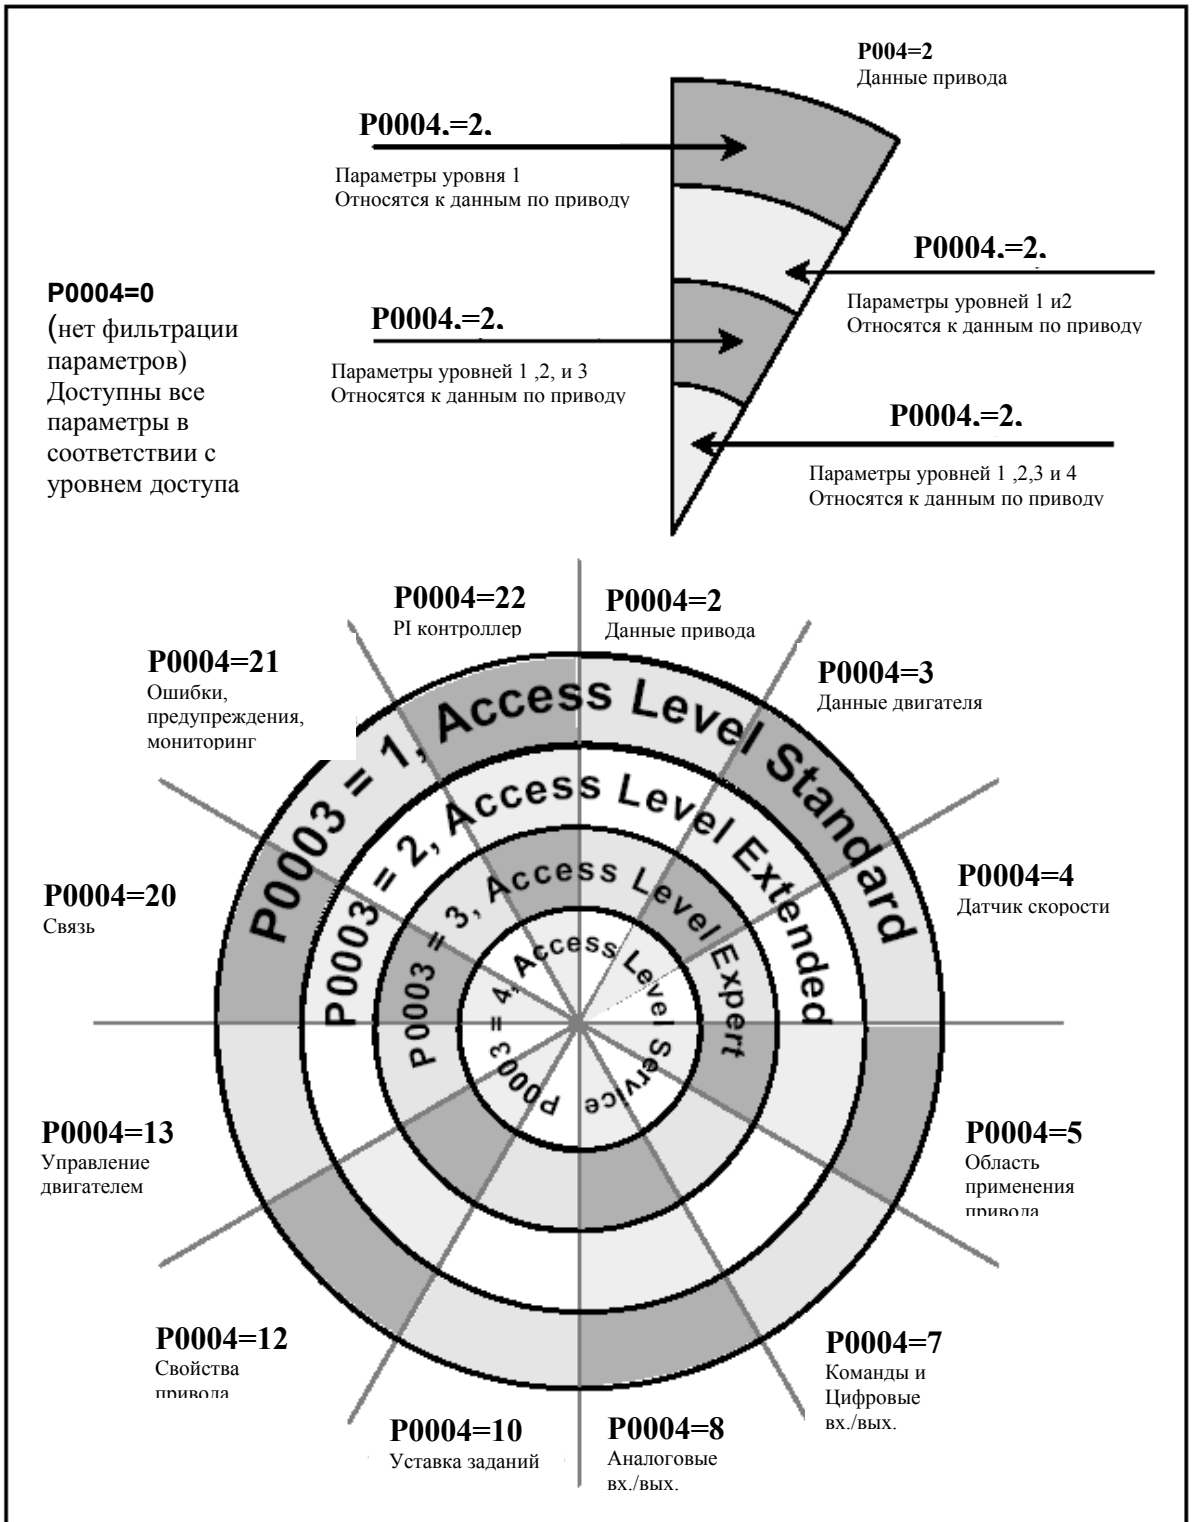 P004=2
Данные привода
P0004,=2,
Параметры уровня 1
Относятся к данным по приводу
P0004,=2,
Параметры уровней 1 и2
Относятся к данным по приводу
P0004=0
(нет фильтрации
параметров)
Доступны все
параметры в
соответствии с
уровнем доступа
P0004,=2,
Параметры уровней 1 ,2, и 3
Относятся к данным по приводу
P0004,=2,
Параметры уровней 1 ,2,3 и 4
Относятся к данным по приводу
P0004=22
PI контроллер
P0004=2
Данные привода
P0004=21
Ошибки,
предупреждения,
мониторинг
P0004=3
Данные двигателя
P0003 = 1, Access Level Standard
P0003 = 2, Access Level Extended
P0003 = 3, Access Level Expert
P0003 = 4, Access Level Service
P0004=20
Связь
P0004=4
Датчик скорости
P0004=13
Управление
двигателем
P0004=5
Область
применения
привода
P0004=12
Свойства
привода
P0004=7
Команды и
Цифровые
вх./вых.
P0004=10
Уставка заданий
P0004=8
Аналоговые
вх./вых.